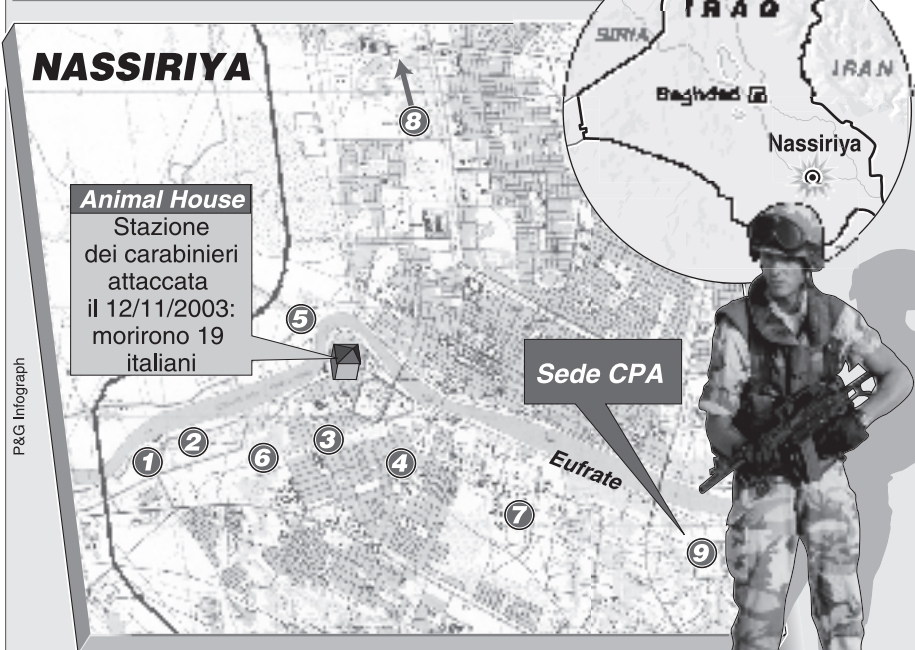 NASSIRIYA
IRAQ
SIRIYA
IRAN
Baghdad
Nassiriya
8
Animal House
Stazione
dei carabinieri
attaccata
il 12/11/2003:
morirono 19
italiani
5
Sede CPA
P&G Infograph
1
2
6
3
4
Eufrate
7
9